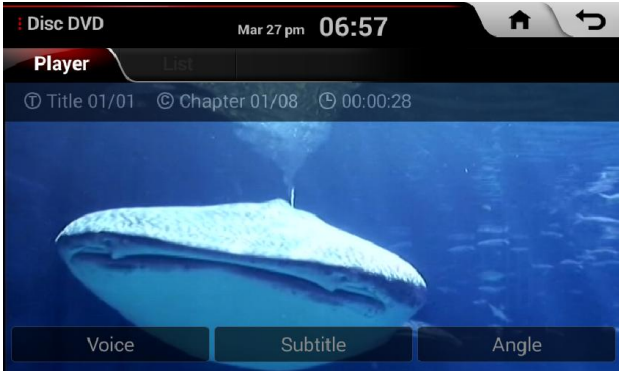 Disc DVD
Mar 27 pm 06:57
Player List
Ⓣ Title 01/01 © Chapter 01/08 00:00:28
Voice Subtitle Angle